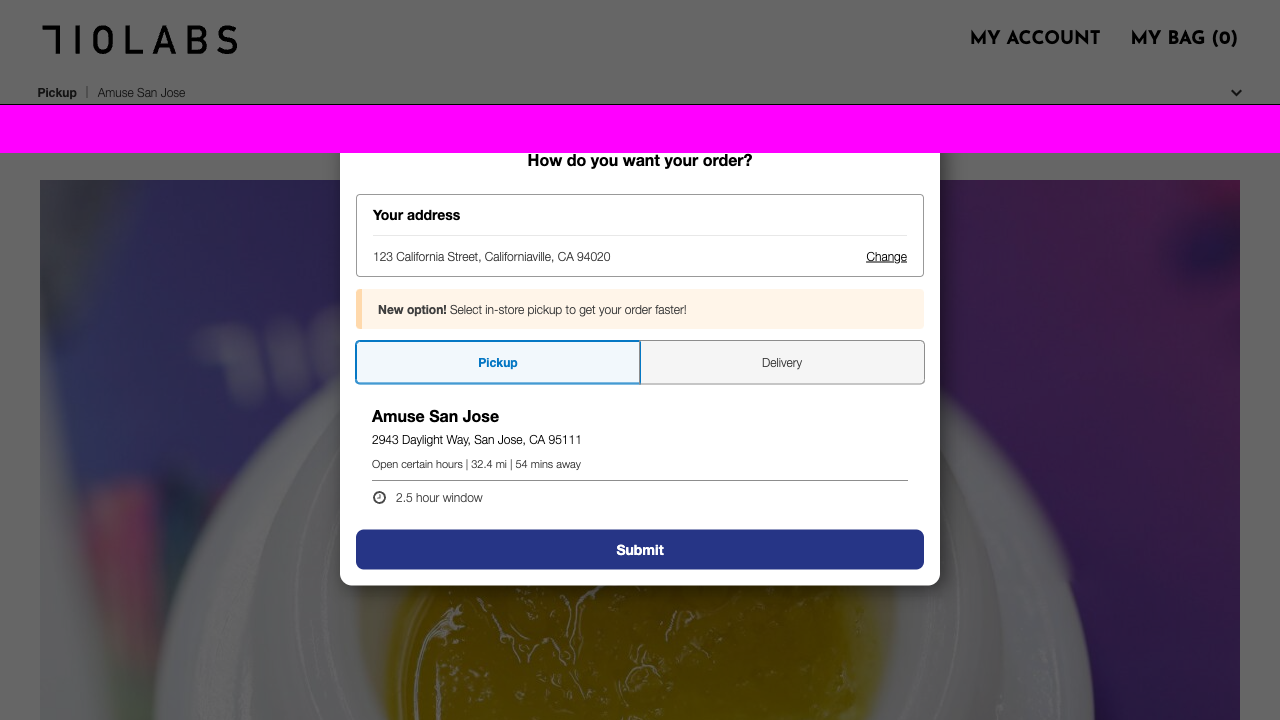 710LABS
MY ACCOUNT MY BAG (0)
Pickup | Amuse San Jose
How do you want your order?
Your address
123 California Street, Californiaville, CA 94020 Change
New option! Select in-store pickup to get your order faster!
Pickup Delivery
Amuse San Jose
2943 Daylight Way, San Jose, CA 95111
Open certain hours | 32.4 mi | 54 mins away
2.5 hour window
Submit